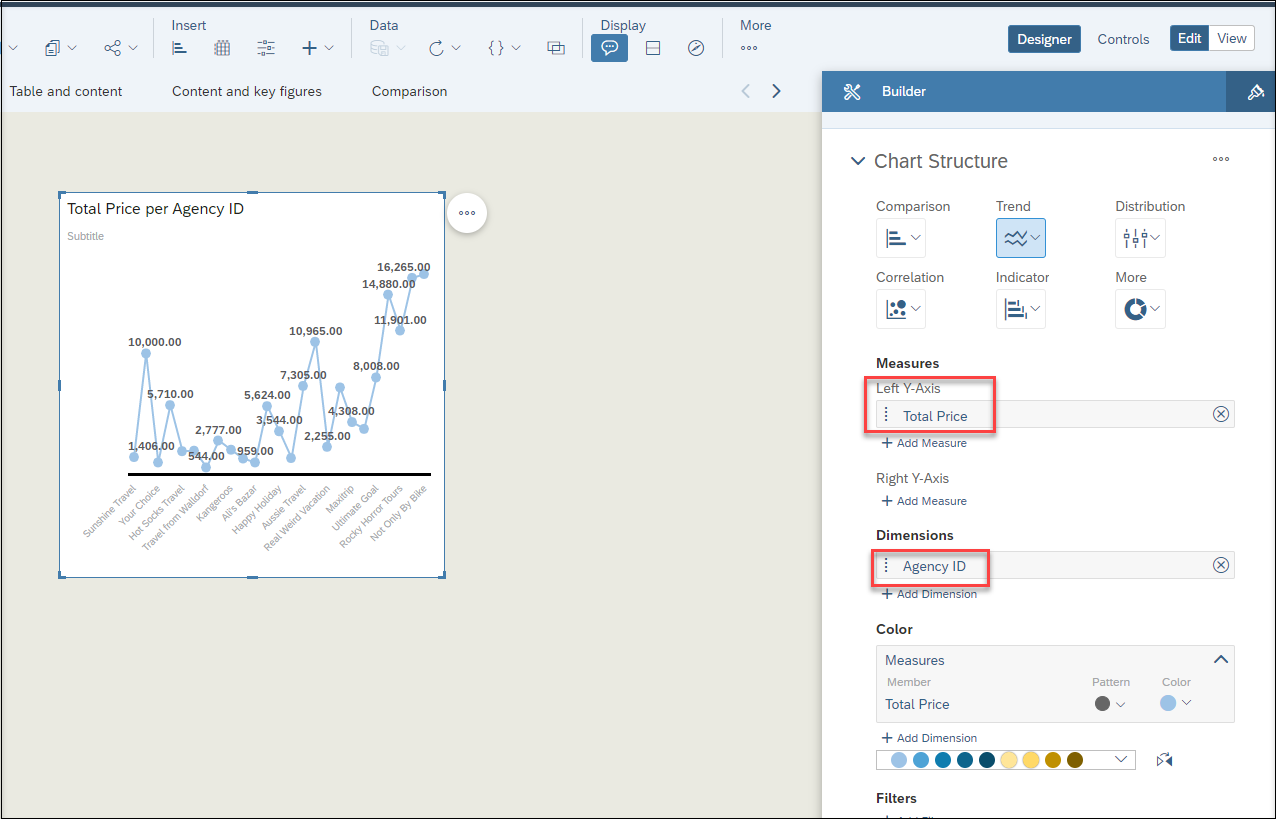 Insert
Data
Display
More
Designer
Controls
Edit
View
Table and content
Content and key figures
Comparison
Builder
Total Price per Agency ID
Subtitle
16,265.00
14,880.00
11,901.00
10,965.00
10,000.00
8,008.00
7,305.00
5,710.00
5,624.00
4,308.00
3,544.00
2,777.00
2,255.00
1,406.00
544.00
959.00
Sunshine Travel
Your Choice
Hot Socks Travel
Travel from Walldorf
Kangeroos
Ali's Bazar
Happy Holiday
Aussie Travel
Real Weird Vacation
Maxitrip
Ultimate Goal
Rocky Horror Tours
Not Only By Bike
Chart Structure
Comparison
Trend
Distribution
Correlation
Indicator
More
Measures
Left Y-Axis
Total Price
+ Add Measure
Right Y-Axis
+ Add Measure
Dimensions
Agency ID
+ Add Dimension
Color
Measures
Member
Pattern
Color
Total Price
+ Add Dimension
Filters